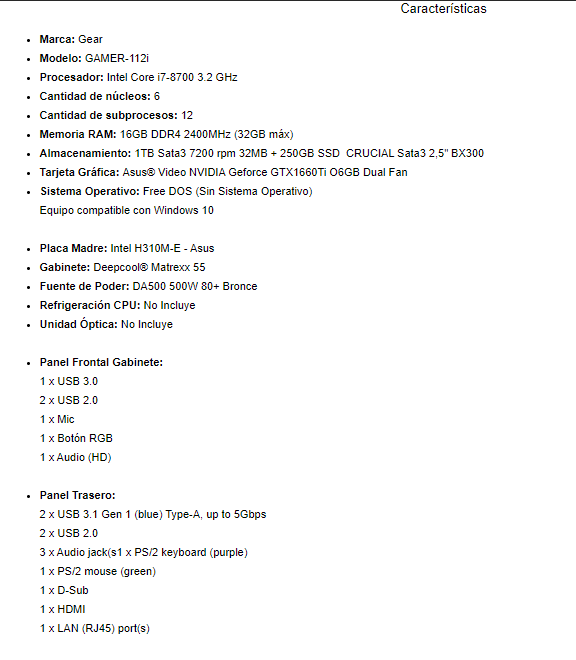 Características
Marca: Gear
Modelo: GAMER-112i
Procesador: Intel Core i7-8700 3.2 GHz
Cantidad de núcleos: 6
Cantidad de subprocesos: 12
Memoria RAM: 16GB DDR4 2400MHz (32GB máx)
Almacenamiento: 1TB Sata3 7200 rpm 32MB + 250GB SSD  CRUCIAL Sata3 2,5" BX300
Tarjeta Gráfica: Asus® Video NVIDIA Geforce GTX1660Ti O6GB Dual Fan
Sistema Operativo: Free DOS (Sin Sistema Operativo)
Equipo compatible con Windows 10
Placa Madre: Intel H310M-E - Asus
Gabinete: Deepcool® Matrexx 55
Fuente de Poder: DA500 500W 80+ Bronce
Refrigeración CPU: No Incluye
Unidad Óptica: No Incluye
Panel Frontal Gabinete:
1 x USB 3.0
2 x USB 2.0
1 x Mic
1 x Botón RGB
1 x Audio (HD)
Panel Trasero:
2 x USB 3.1 Gen 1 (blue) Type-A, up to 5Gbps
2 x USB 2.0
3 x Audio jack(s1 x PS/2 keyboard (purple)
1 x PS/2 mouse (green)
1 x D-Sub
1 x HDMI
1 x LAN (RJ45) port(s)